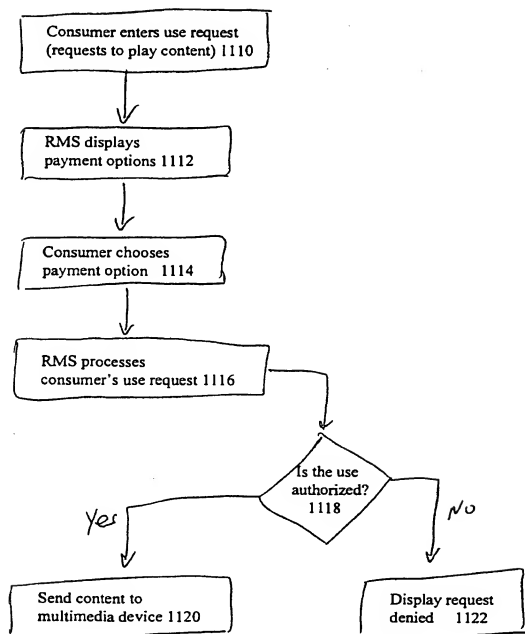 Consumer enters use request
(requests to play content) 1110
RMS displays
payment options 1112
Consumer chooses
payment option 1114
RMS processes
consumer's use request 1116
Is the use
authorized?
1118
Yes
No
Send content to
multimedia device 1120
Display request
denied 1122